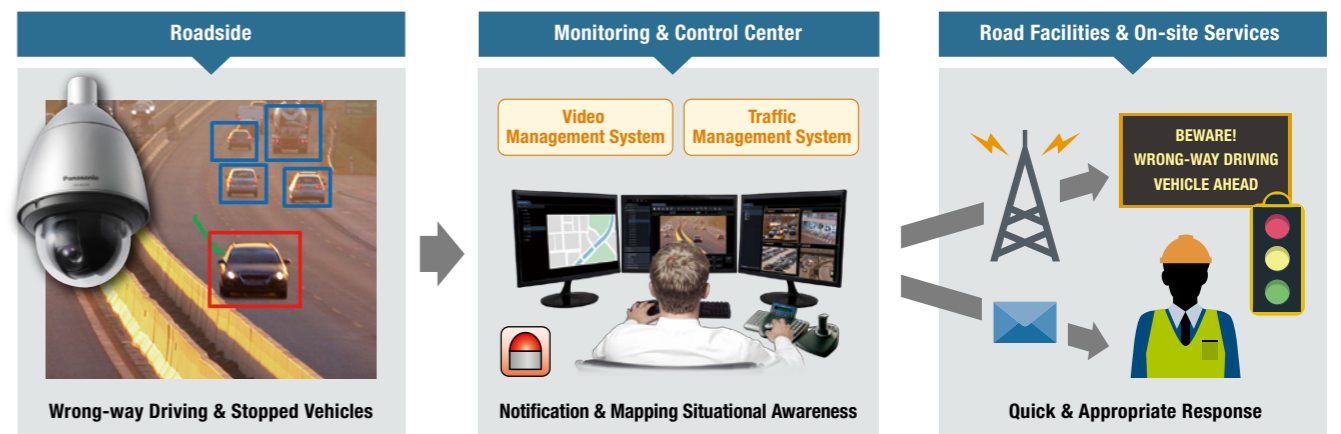 Roadside
Panasonic
Wrong-way Driving & Stopped Vehicles
Monitoring & Control Center
Video
Management System
Traffic
Management System
Notification & Mapping Situational Awareness
Road Facilities & On-site Services
BEWARE!
WRONG-WAY DRIVING
VEHICLE AHEAD
Quick & Appropriate Response